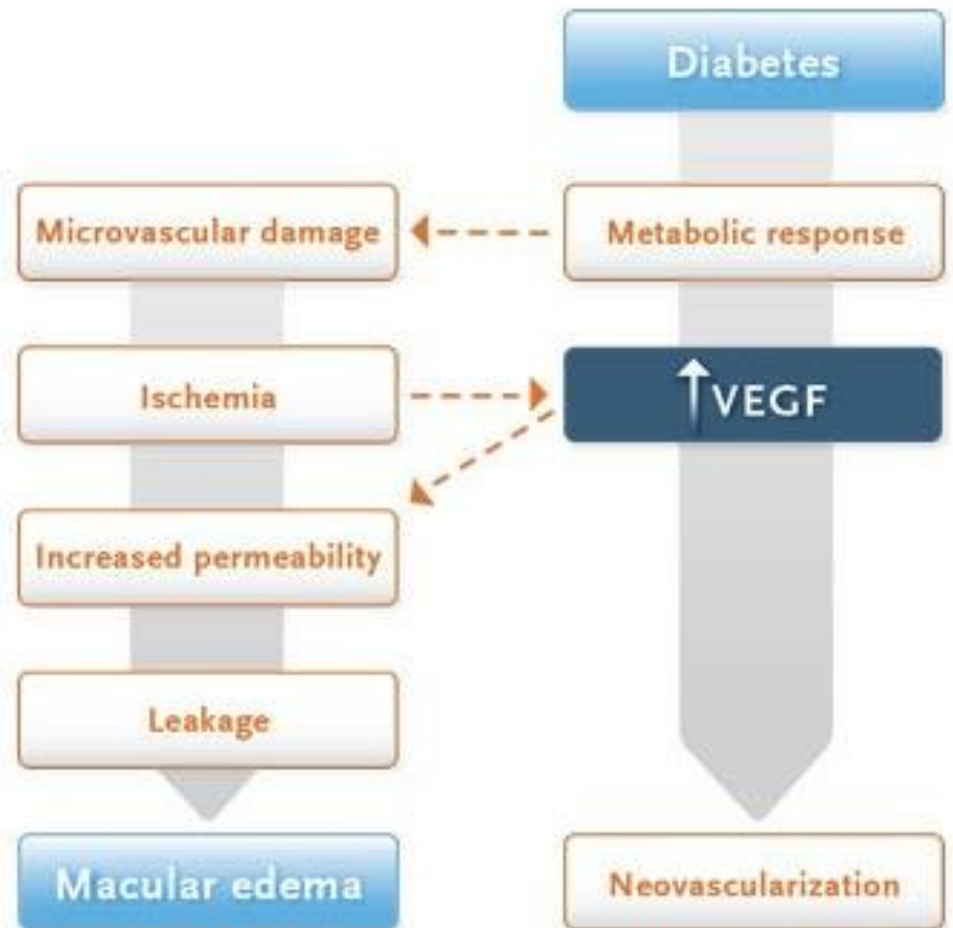 Diabetes
Microvascular damage
Metabolic response
Ischemia
↑VEGF
Increased permeability
Leakage
Macular edema
Neovascularization